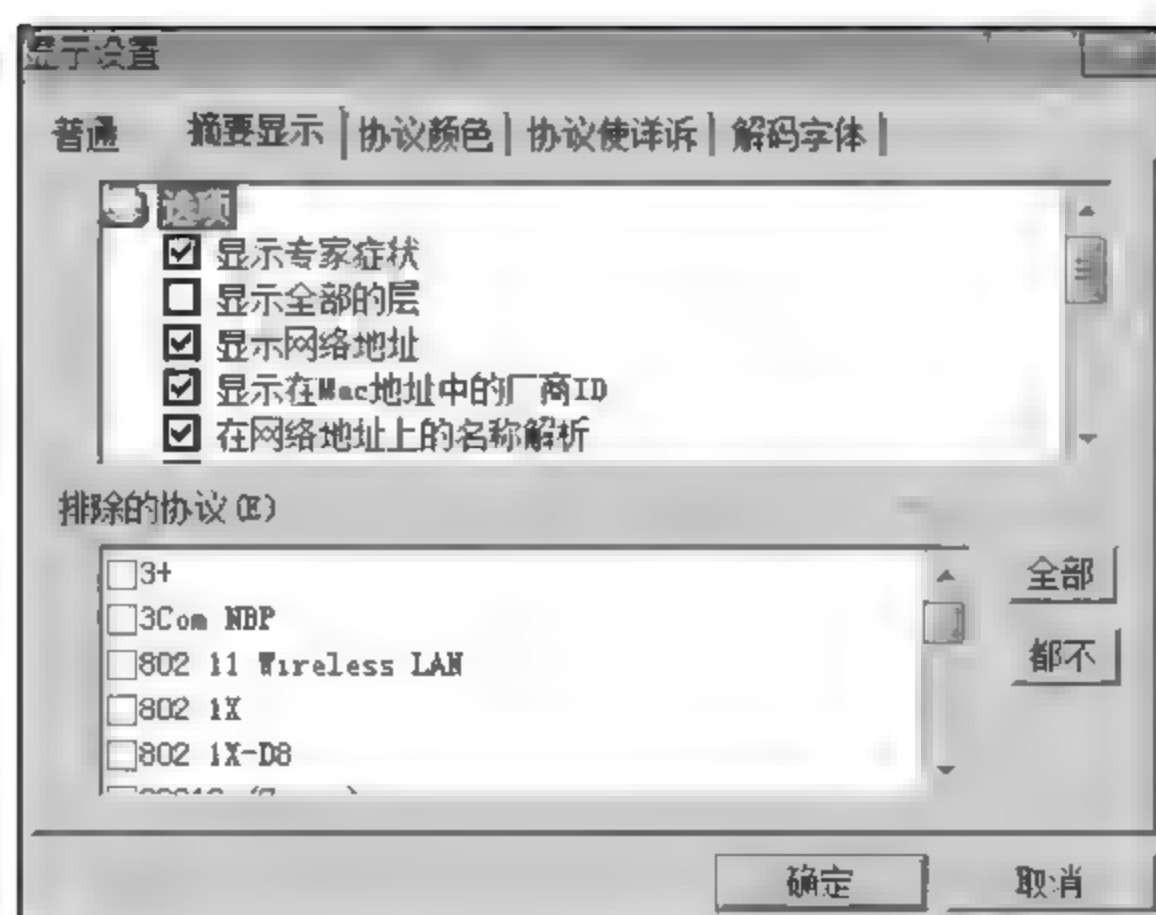 显示设置
普通 摘要显示 协议颜色 协议使详诉 解码字体
选项
显示专家症状
显示全部的层
显示网络地址
显示在Mac地址中的厂商ID
在网络地址上的名称解析
排除的协议(E)
3+
3Com NBP
802 11 Wireless LAN
802 1X
802 1X-D8
全部
都不
确定 取消